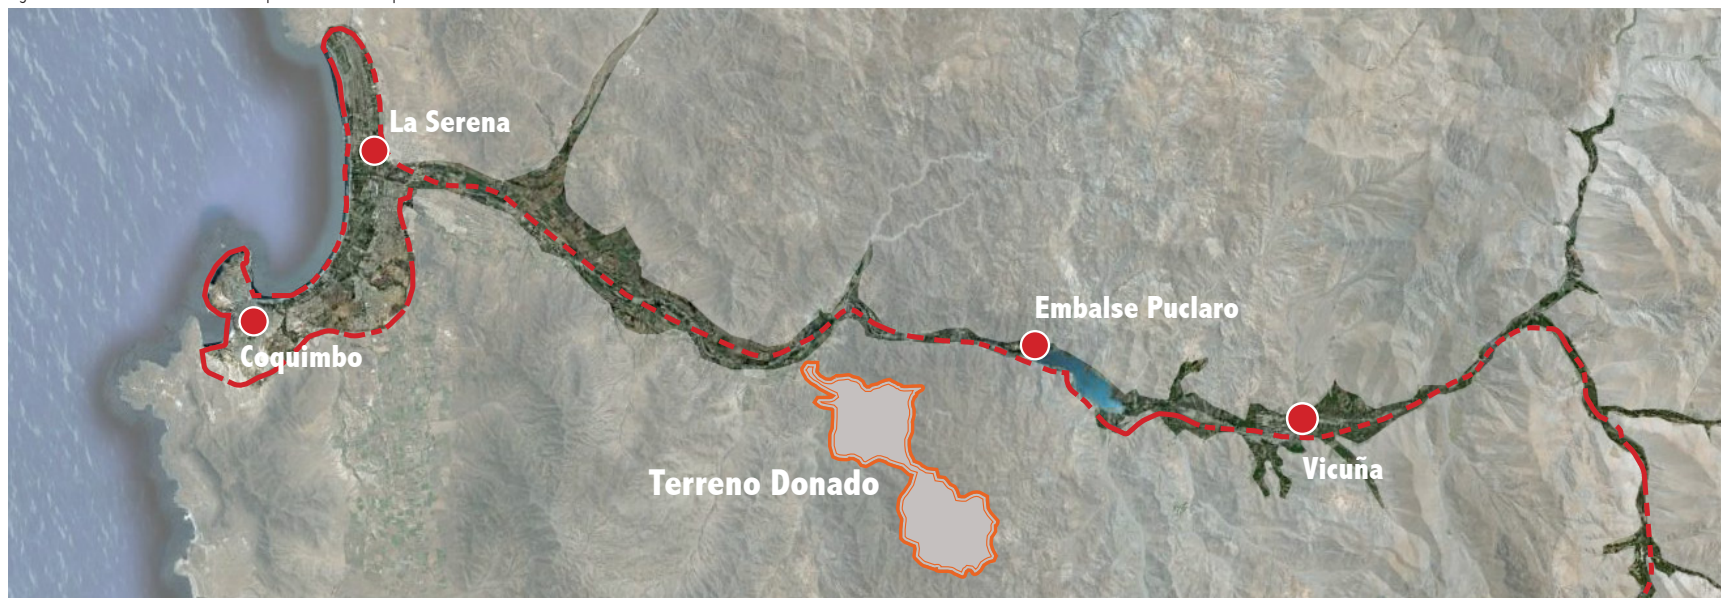 La Serena
Embalse Puclaro
Coquimbo
Vicuña
Terreno Donado